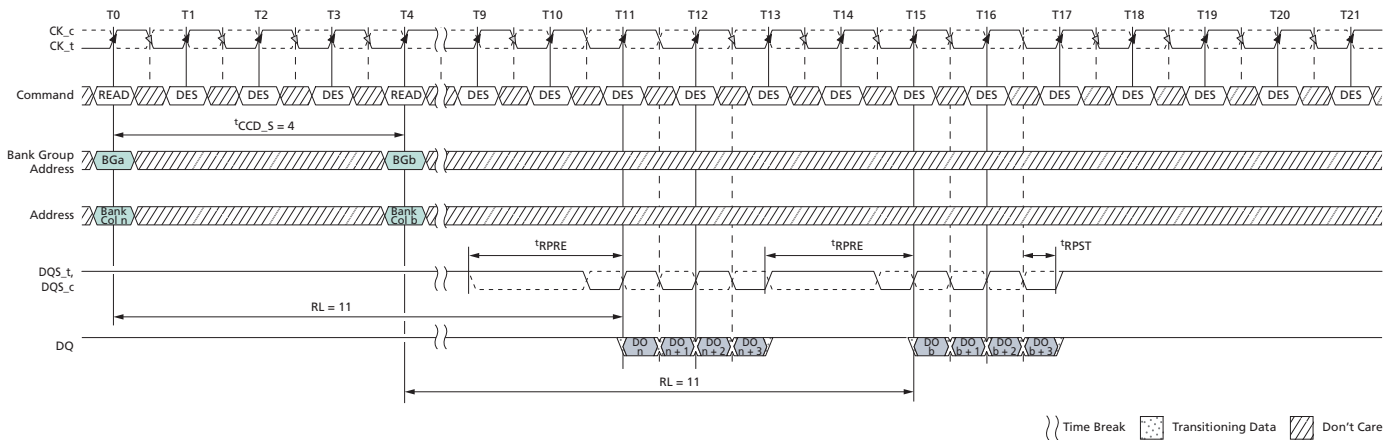 T0 T1 T2 T3 T4 T9 T10 T11 T12 T13 T14 T15 T16 T17 T18 T19 T20 T21
CK_c
CK_t
Command READ DES DES DES READ DES DES DES DES DES DES DES DES DES DES DES DES DES
tCCD_S = 4
Bank Group
Address
BGa BGb
Address
Bank
Col n
Bank
Col b
tRPRE tRPRE tRPST
DQS_t,
DQS_c
RL = 11
DQ
DO
n
DO
n + 1
DO
n + 2
DO
n + 3
DO
b
DO
b + 1
DO
b + 2
DO
b + 3
RL = 11
Time Break Transitioning Data Don't Care